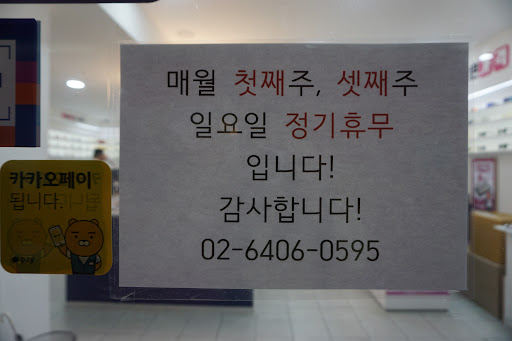 매월 첫째주, 셋째주
일요일 정기휴무
입니다!
감사합니다!
02-6406-0595
카카오페이
됩니다.